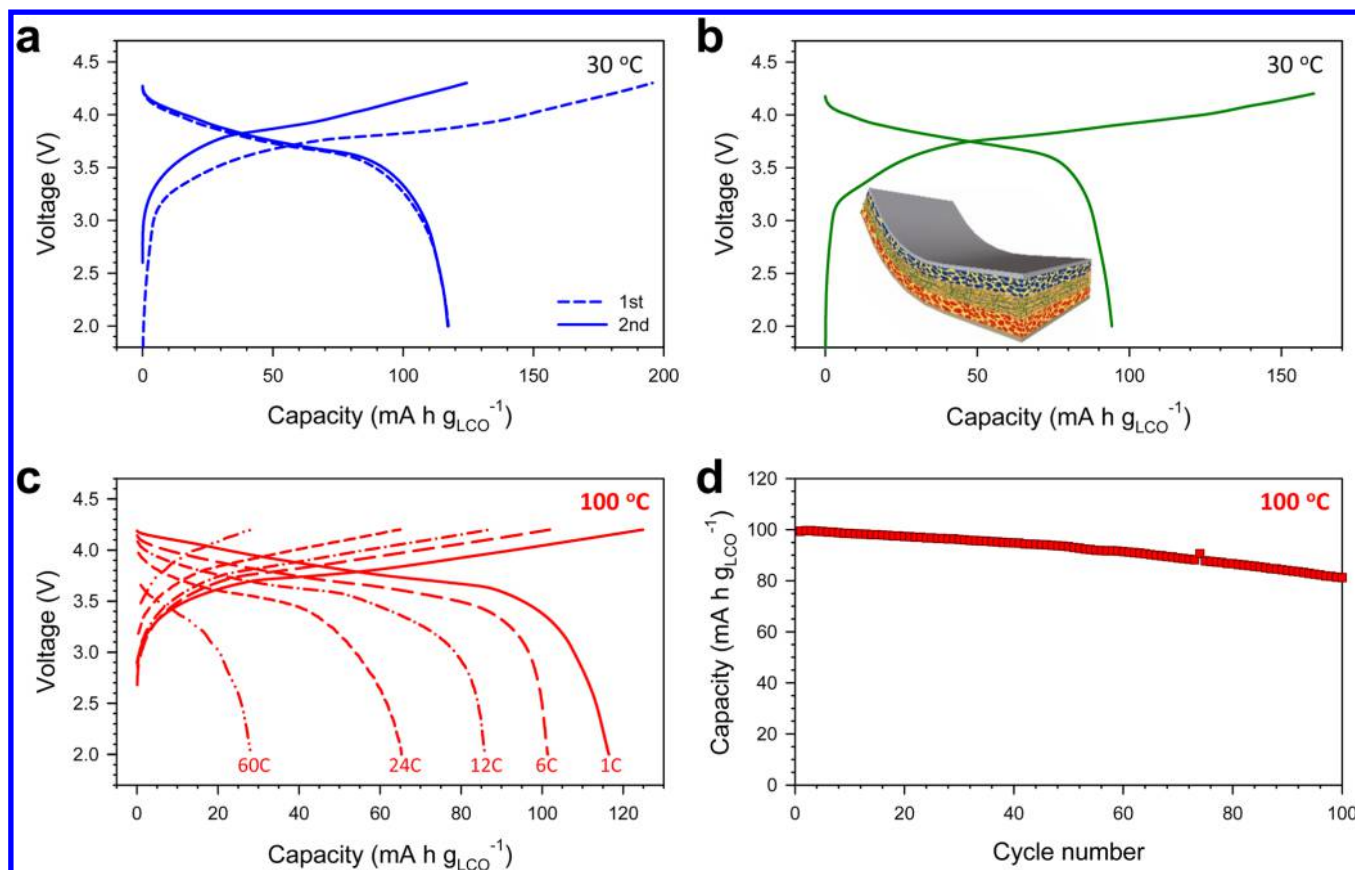 a
30 °C
4.5
4.0
3.5
3.0
2.5
2.0
Voltage (V)
1st
2nd
0 50 100 150 200
Capacity (mA h gLCO⁻¹)
b
30 °C
4.5
4.0
3.5
3.0
2.5
2.0
Voltage (V)
0 50 100 150
Capacity (mA h gLCO⁻¹)
c
100 °C
4.5
4.0
3.5
3.0
2.5
2.0
Voltage (V)
60C 24C 12C 6C 1C
0 20 40 60 80 100 120
Capacity (mA h gLCO⁻¹)
d
100 °C
120
100
80
60
40
20
0
Capacity (mA h gLCO⁻¹)
0 20 40 60 80 100
Cycle number